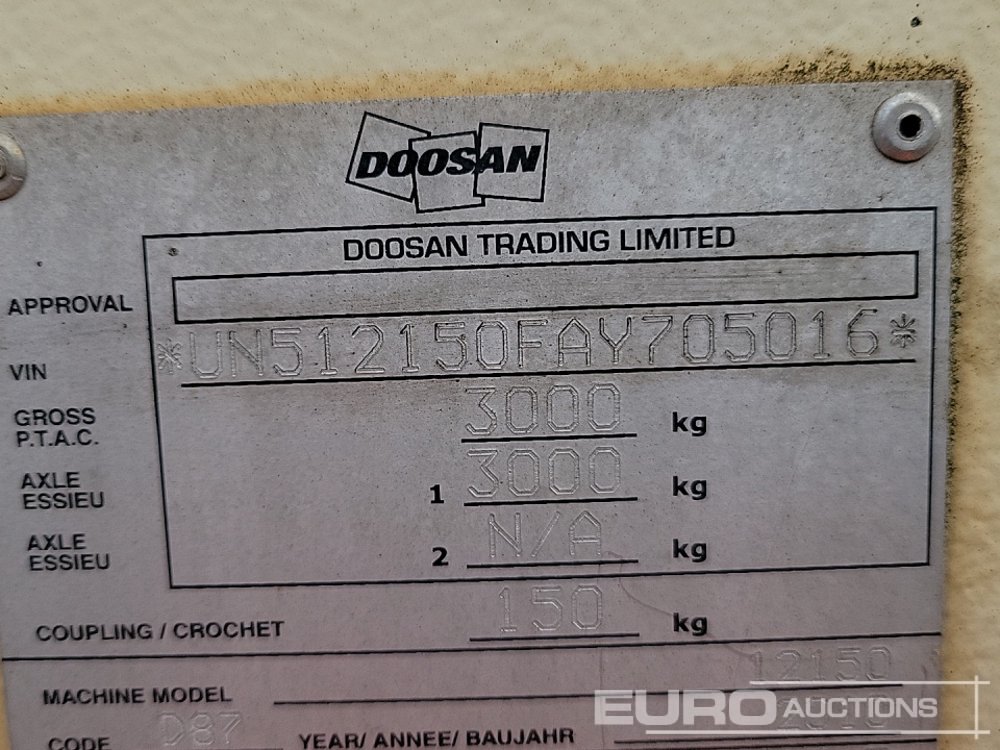 DOOSAN
DOOSAN TRADING LIMITED
APPROVAL
VIN *UN512150FAY705016*
GROSS P.T.A.C. 3000 kg
AXLE ESSIEU 1 3000 kg
AXLE ESSIEU 2 N/A kg
COUPLING / CROCHET 150 kg
MACHINE MODEL 12150
CODE D87 YEAR/ ANNEE/ BAUJAHR
EURO AUCTIONS